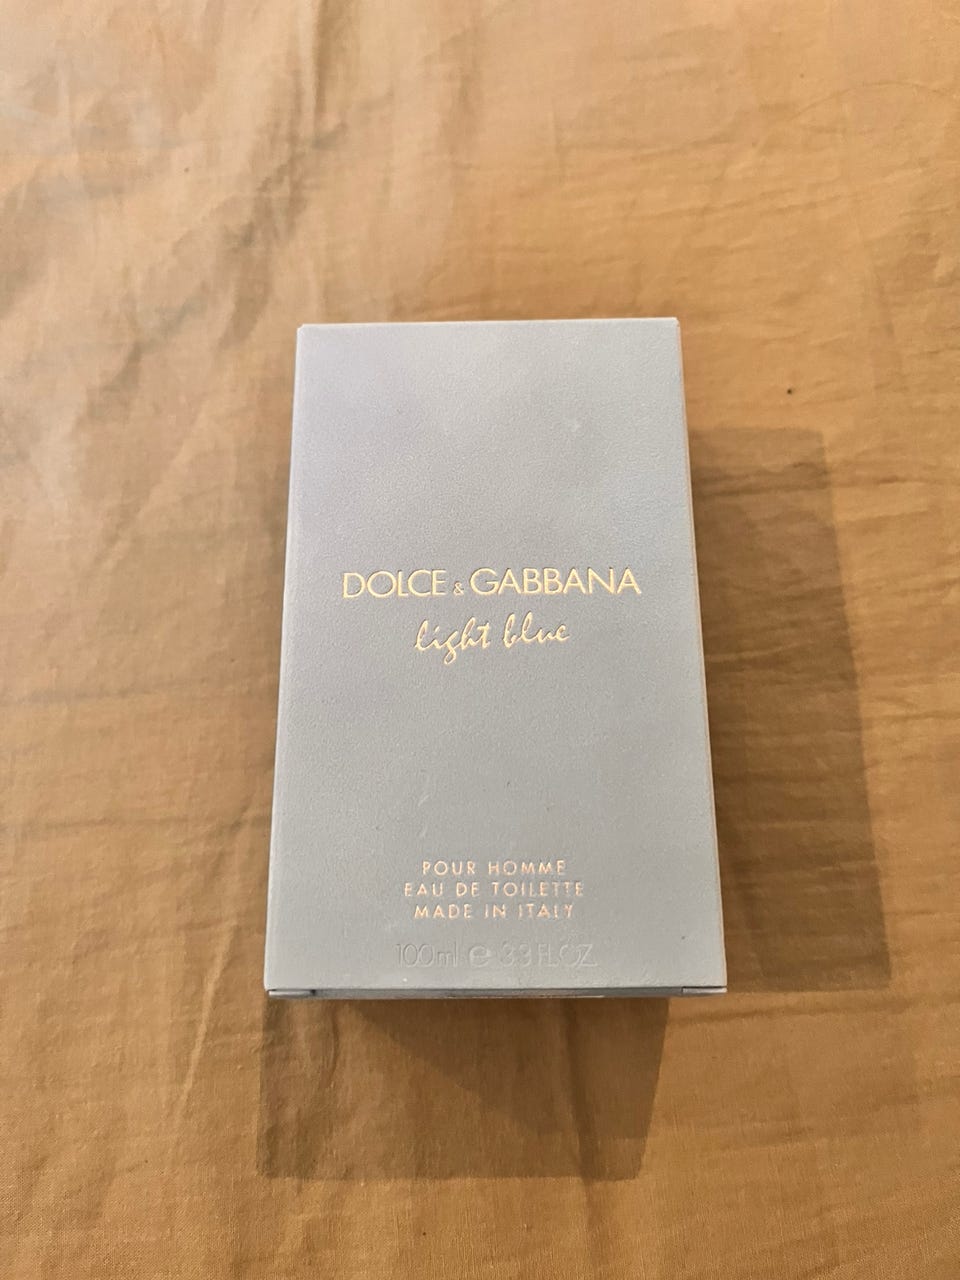 DOLCE & GABBANA
light blue
POUR HOMME
EAU DE TOILETTE
MADE IN ITALY
100ml e 3.3 FL.OZ